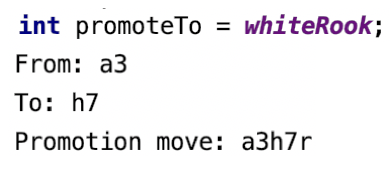 int promoteTo = whiteRook;
From: a3
To: h7
Promotion move: a3h7r